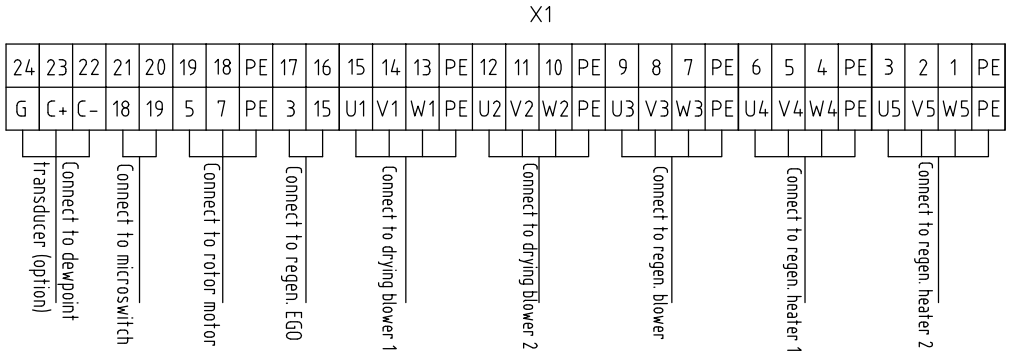 X1
24 23 22 21 20 19 18 PE 17 16 15 14 13 PE 12 11 10 PE 9 8 7 PE 6 5 4 PE 3 2 1 PE
G C+ C- 18 19 5 7 PE 3 15 U1 V1 W1 PE U2 V2 W2 PE U3 V3 W3 PE U4 V4 W4 PE U5 V5 W5 PE
Connect to dewpoint
transducer (option)
Connect to microswitch
Connect to rotor motor
Connect to regen. EGO
Connect to drying blower 1
Connect to drying blower 2
Connect to regen. blower
Connect to regen. heater 1
Connect to regen. heater 2